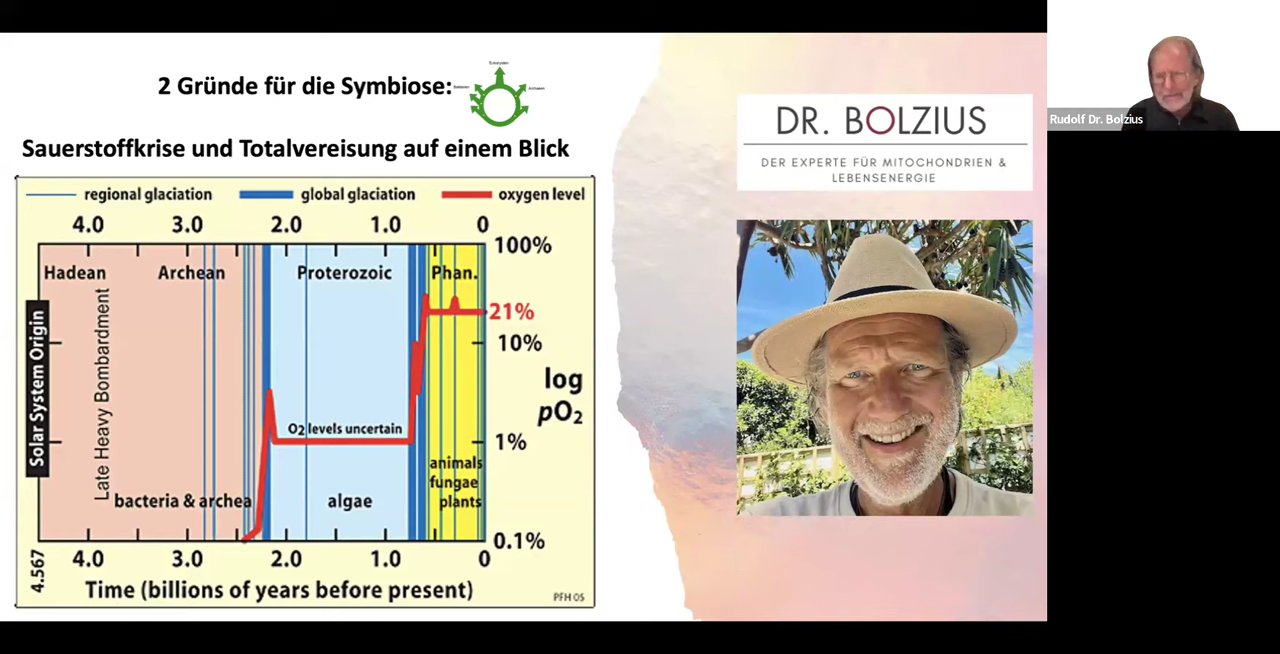 2 Gründe für die Symbiose:
Eukaryoten
Archaeen
Sauerstoffkrise und Totalvereisung auf einem Blick
regional glaciation global glaciation oxygen level
4.0 3.0 2.0 1.0 0
100%
Hadean Archean Proterozoic Phan.
21%
10%
Solar System Origin
Late Heavy Bombardment
log
pO2
O2 levels uncertain
1%
animals
fungae
plants
bacteria & archea algae
0.1%
4.567
4.0 3.0 2.0 1.0 0
Time (billions of years before present)
PFH 05
DR. BOLZIUS
DER EXPERTE FÜR MITOCHONDRIEN &
LEBENSENERGIE
Rudolf Dr. Bolzius